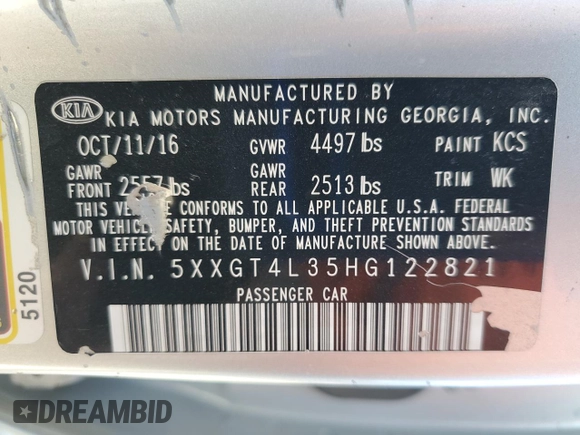 MANUFACTURED BY
KIA KIA MOTORS MANUFACTURING GEORGIA, INC.
OCT/11/16 GVWR 4497 lbs PAINT KCS
GAWR FRONT 2557 lbs GAWR REAR 2513 lbs TRIM WK
THIS VEHICLE CONFORMS TO ALL APPLICABLE U.S.A. FEDERAL
MOTOR VEHICLE SAFETY, BUMPER, AND THEFT PREVENTION STANDARDS
IN EFFECT ON THE DATE OF MANUFACTURE SHOWN ABOVE.
V.I.N. 5XXGT4L35HG122821
PASSENGER CAR
5120
DREAMBID